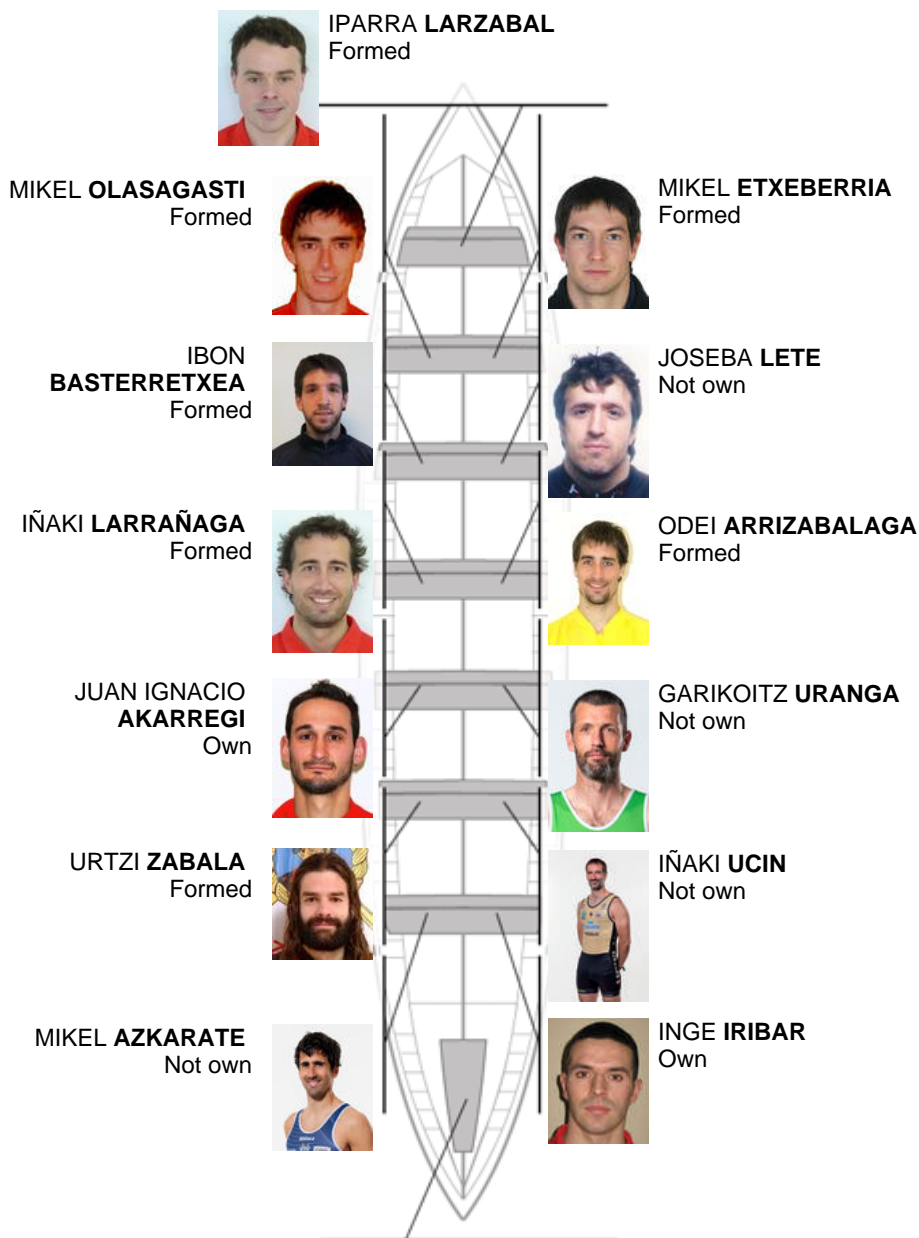 IPARRA LARZABAL
Formed
MIKEL OLASAGASTI
Formed
MIKEL ETXEBERRIA
Formed
IBON
BASTERRETXEA
Formed
JOSEBA LETE
Not own
IÑAKI LARRAÑAGA
Formed
ODEI ARRIZABALAGA
Formed
JUAN IGNACIO
AKARREGI
Own
GARIKOITZ URANGA
Not own
URTZI ZABALA
Formed
IÑAKI UCIN
Not own
MIKEL AZKARATE
Not own
INGE IRIBAR
Own